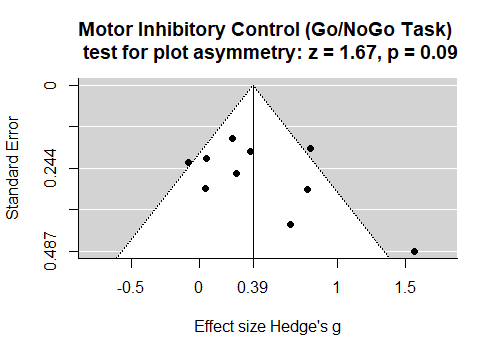 Motor Inhibitory Control (Go/NoGo Task)
test for plot asymmetry: z = 1.67, p = 0.09
Standard Error
0
0.244
0.487
-0.5
0
0.39
1
1.5
Effect size Hedge's g